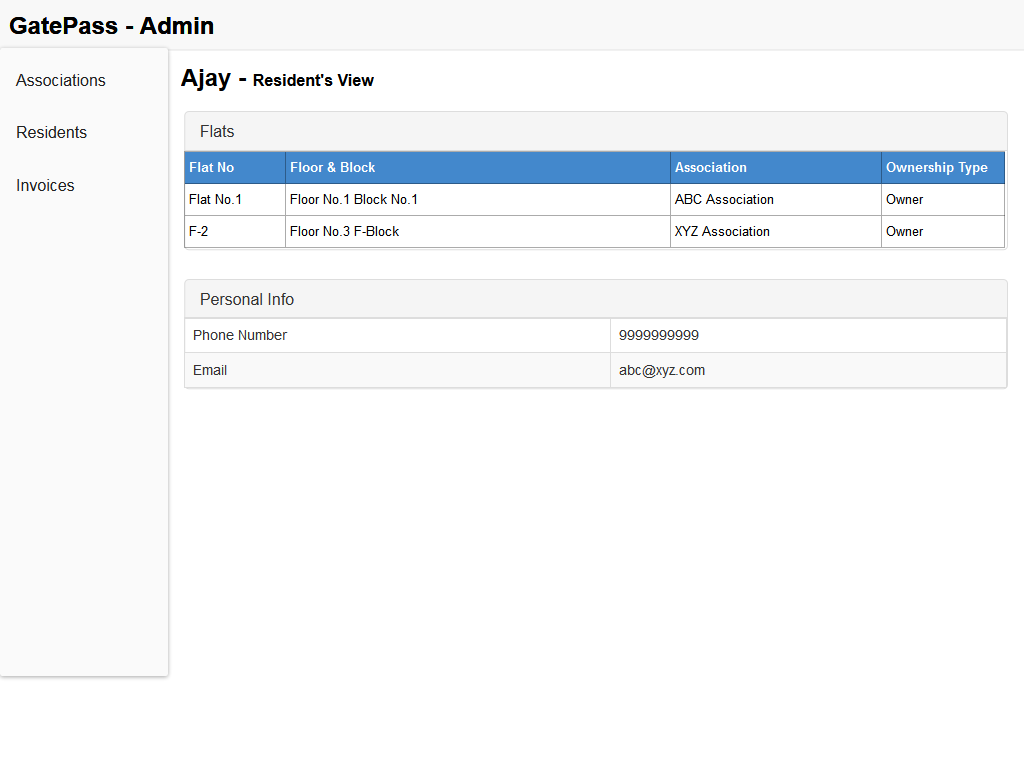 GatePass - Admin
Associations
Residents
Invoices
Ajay - Resident's View
Flats
Flat No Floor & Block Association Ownership Type
Flat No.1 Floor No.1 Block No.1 ABC Association Owner
F-2 Floor No.3 F-Block XYZ Association Owner
Personal Info
Phone Number 9999999999
Email abc@xyz.com